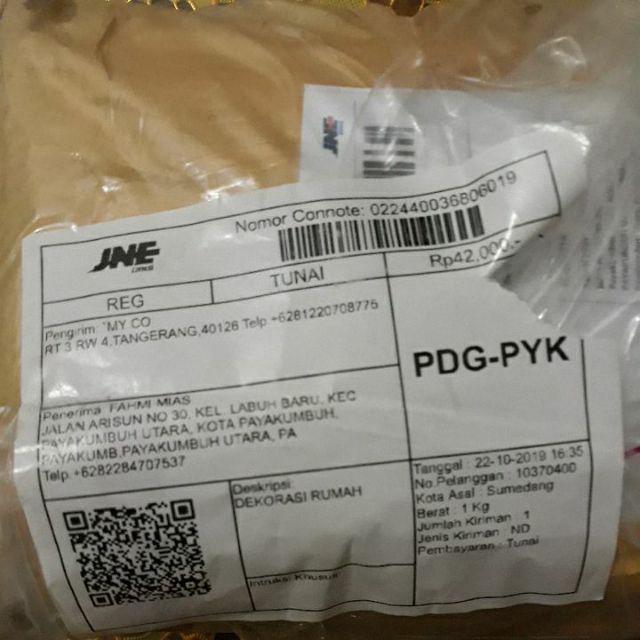 Nomor Connote: 022440036806019
JNE
EXPRESS
REG
TUNAI
Rp42,000,-
Pengirim : MY CO
RT 3 RW 4,TANGERANG,40126 Telp +6281220708775
PDG-PYK
Penerima : FAHMI MIAS
JALAN ARISUN NO 30, KEL. LABUH BARU, KEC
PAYAKUMBUH UTARA, KOTA PAYAKUMBUH,
PAYAKUMB,PAYAKUMBUH UTARA, PA
Telp +6282284707537
Deskripsi
DEKORASI RUMAH
Intruksi Khusus
Tanggal : 22-10-2019 16:35
No.Pelanggan : 10370400
Kota Asal : Sumedang
Berat : 1 Kg
Jumlah Kiriman : 1
Jenis Kiriman : ND
Pembayaran : Tunai
JNE